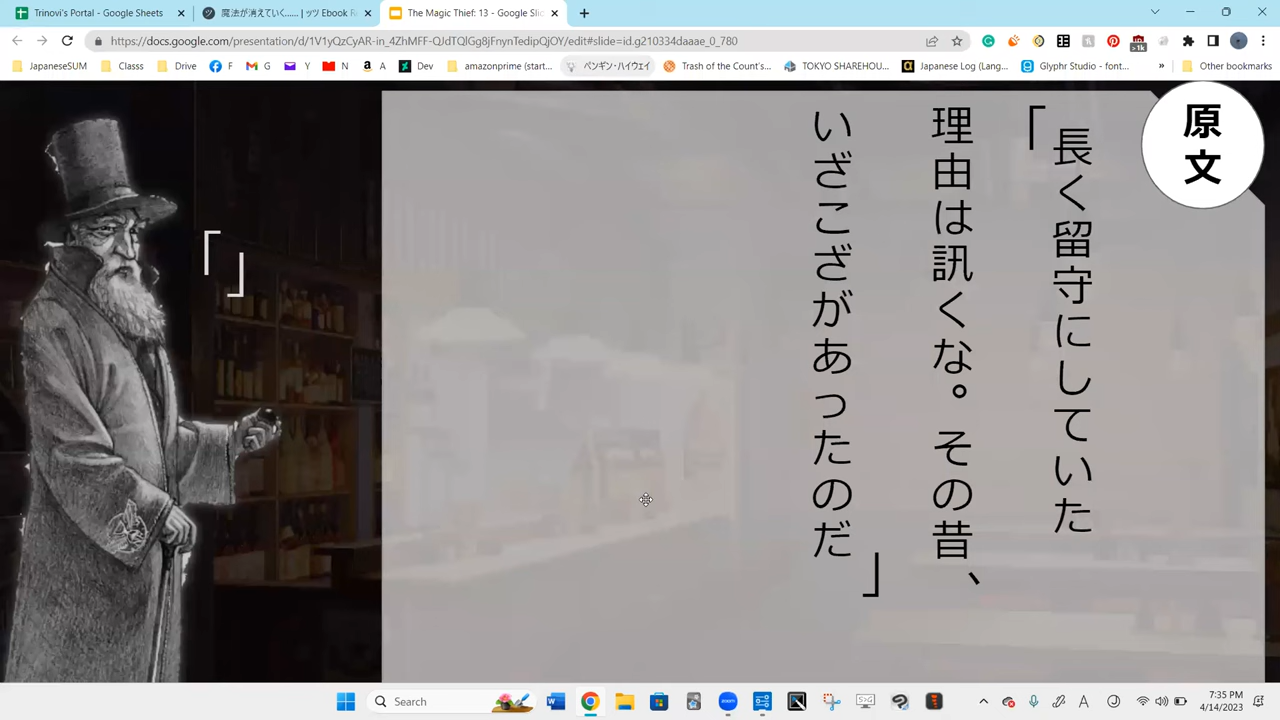 Trinovi's Portal - Google Sheets
魔法が消えていく...... | ッツ Ebook R
The Magic Thief: 13 - Google Slid
https://docs.google.com/presentation/d/1V1yQzCyAR-in_4ZhMFF-QJdTQlGg8jFnynTedipQjOY/edit#slide=id.g210334daaae_0_780
JapaneseSUM
Classs
Drive
F
G
Y
N
A
Dev
amazonprime (start...
ペンギン・ハイウェイ
Trash of the Count's...
TOKYO SHAREHOU...
Japanese Log (Lang...
Glyphr Studio - font...
»
Other bookmarks
原文
「長く留守にしていた
理由は訊くな。その昔、
いざこざがあったのだ」
「」
Search
7:35 PM
4/14/2023